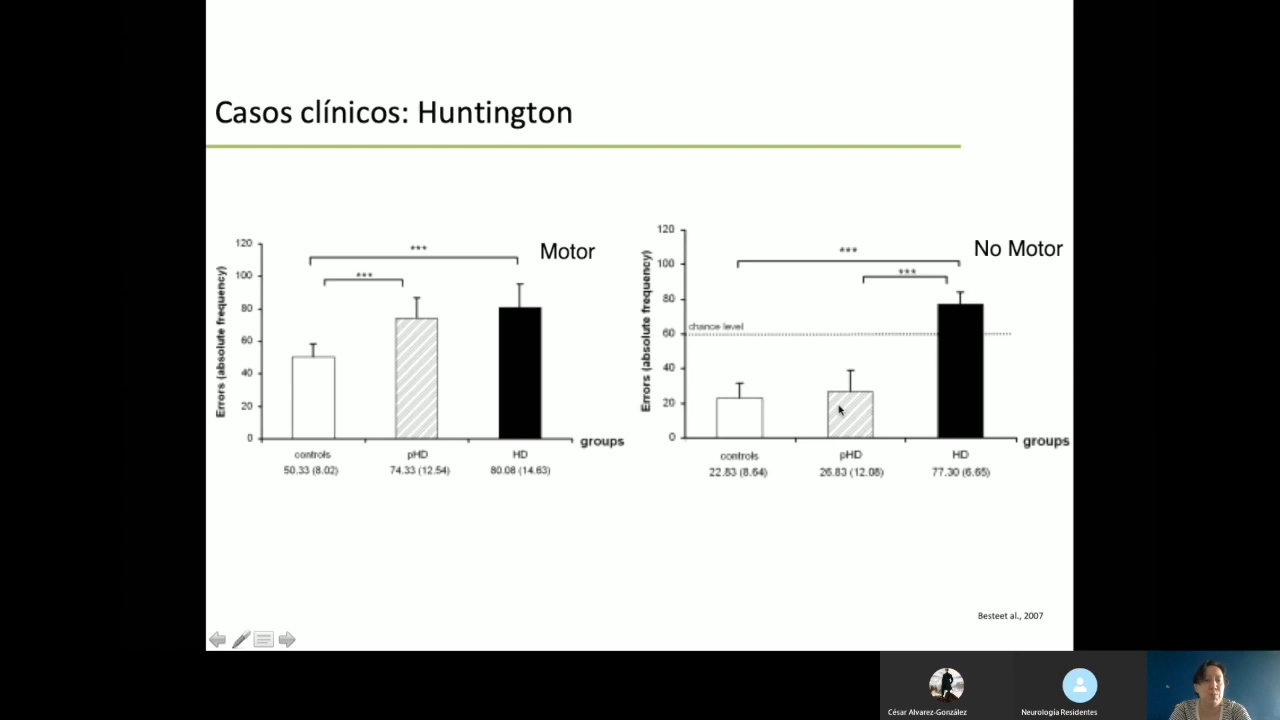 Casos clínicos: Huntington
Motor
Errors (absolute frequency)
120
100
80
60
40
20
0
***
***
controls
50.33 (8.02)
pHD
74.33 (12.54)
HD
80.08 (14.63)
groups
No Motor
Errors (absolute frequency)
120
100
80
60
40
20
0
***
***
chance level
controls
22.83 (8.64)
pHD
26.83 (12.08)
HD
77.30 (6.65)
groups
Besteet al., 2007
César Alvarez-González
Neurología Residentes